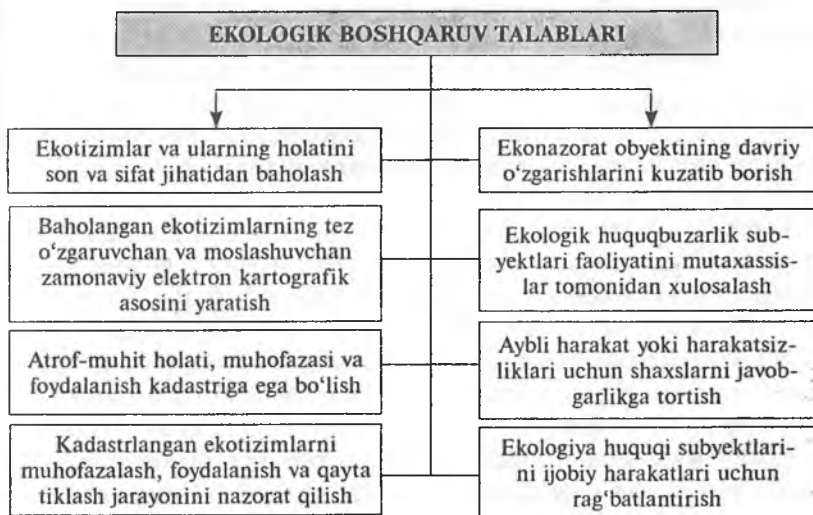 EKOLOGIK BOSHQARUV TALABLARI
Ekotizimlar va ularning holatini
son va sifat jihatidan baholash
Baholangan ekotizimlarning tez
o‘zgaruvchan va moslashuvchan
zamonaviy elektron kartografik
asosini yaratish
Atrof-muhit holati, muhofazasi va
foydalanish kadastriga ega bo‘lish
Kadastrlangan ekotizimlarni
muhofazalash, foydalanish va qayta
tiklash jarayonini nazorat qilish
Ekonazorat obyektining davriy
o‘zgarishlarini kuzatib borish
Ekologik huquqbuzarlik sub-
yektlari faoliyatini mutaxassis-
lar tomonidan xulosalash
Aybli harakat yoki harakatsiz-
liklari uchun shaxslarni javob-
garlikga tortish
Ekologiya huquqi subyektlari-
ni ijobiy harakatlari uchun
rag‘batlantirish